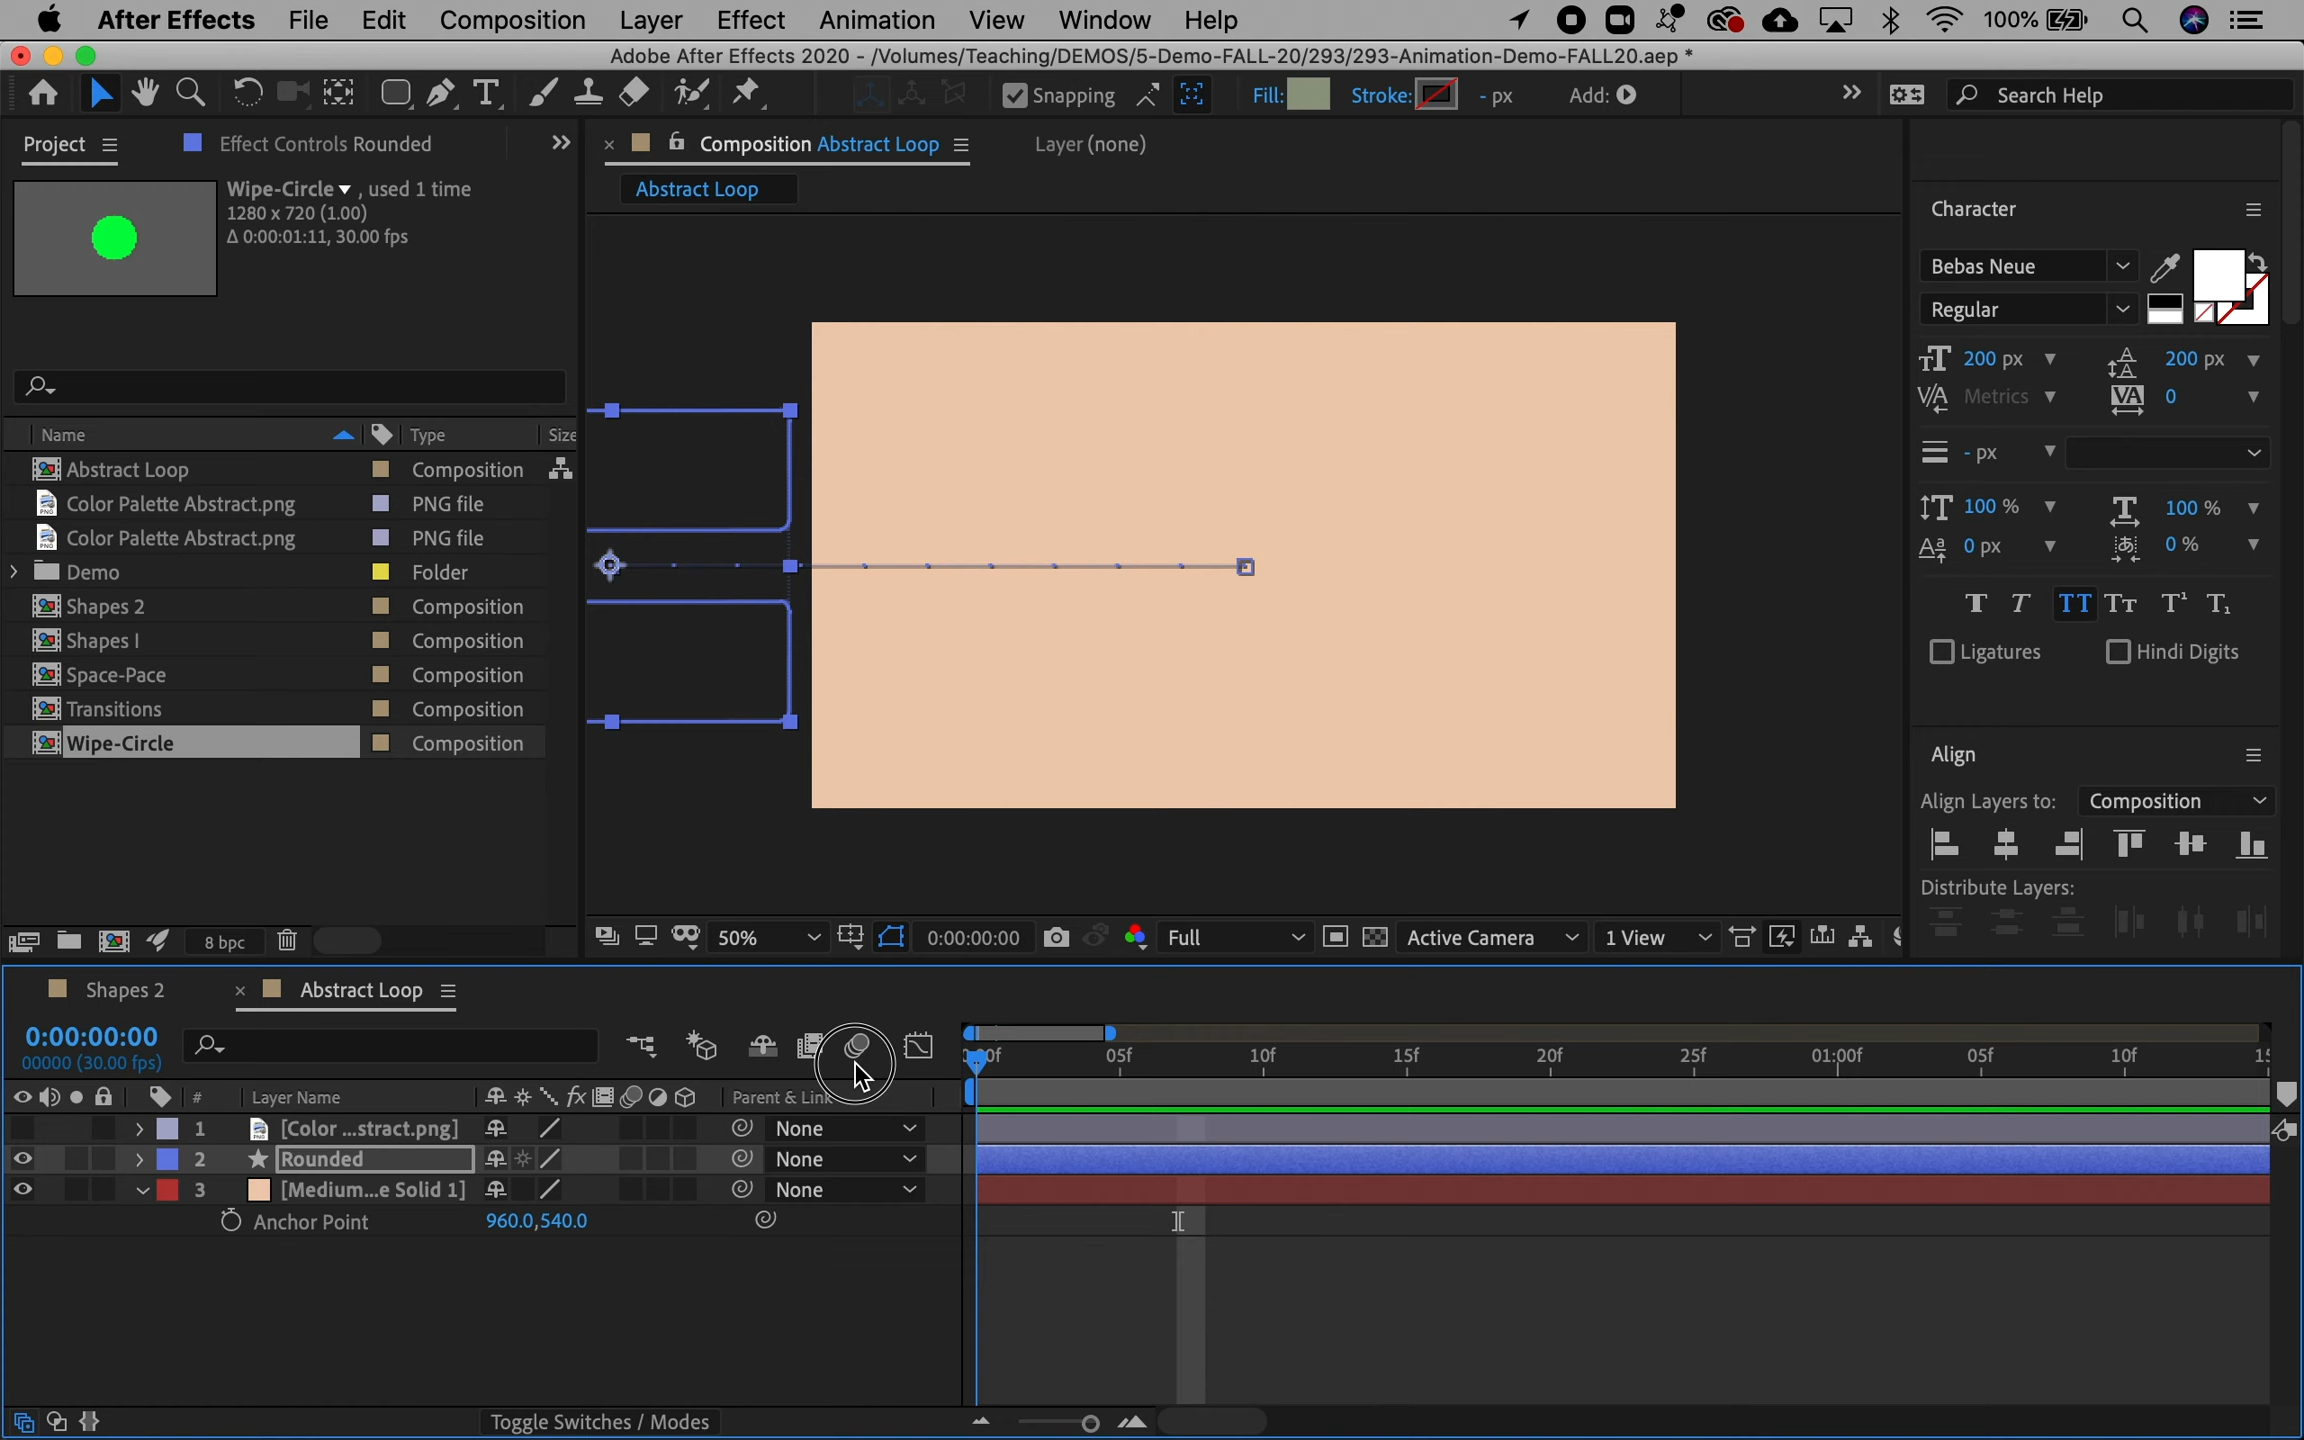 After Effects File Edit Composition Layer Effect Animation View Window Help 100%
Adobe After Effects 2020 - /Volumes/Teaching/DEMOS/5-Demo-FALL-20/293/293-Animation-Demo-FALL20.aep *
Snapping Fill: Stroke: - px Add: Search Help
Project Effect Controls Rounded
Composition Abstract Loop Layer (none)
Abstract Loop
Wipe-Circle , used 1 time
1280 x 720 (1.00)
Δ 0:00:01:11, 30.00 fps
Name Type Size
Abstract Loop Composition
Color Palette Abstract.png PNG file
Color Palette Abstract.png PNG file
Demo Folder
Shapes 2 Composition
Shapes I Composition
Space-Pace Composition
Transitions Composition
Wipe-Circle Composition
8 bpc
50% 0:00:00:00 Full Active Camera 1 View
Character
Bebas Neue
Regular
200 px 200 px
Metrics 0
- px
100 % 100 %
0 px 0 %
Ligatures Hindi Digits
Align
Align Layers to: Composition
Distribute Layers:
Shapes 2 Abstract Loop
0:00:00:00
00000 (30.00 fps)
05f 10f 15f 20f 25f 01:00f 05f 10f
# Layer Name Parent & Link
1 [Color ...stract.png] None
2 Rounded None
3 [Medium...e Solid 1] None
Anchor Point 960.0,540.0
Toggle Switches / Modes